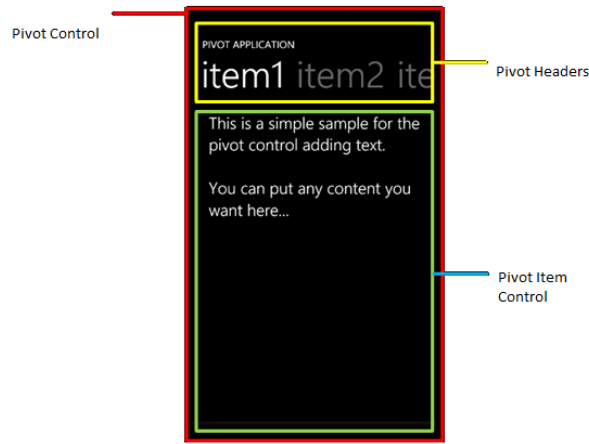 Pivot Control
PIVOT APPLICATION
item1 item2 ite
Pivot Headers
This is a simple sample for the
pivot control adding text.
You can put any content you
want here...
Pivot Item
Control